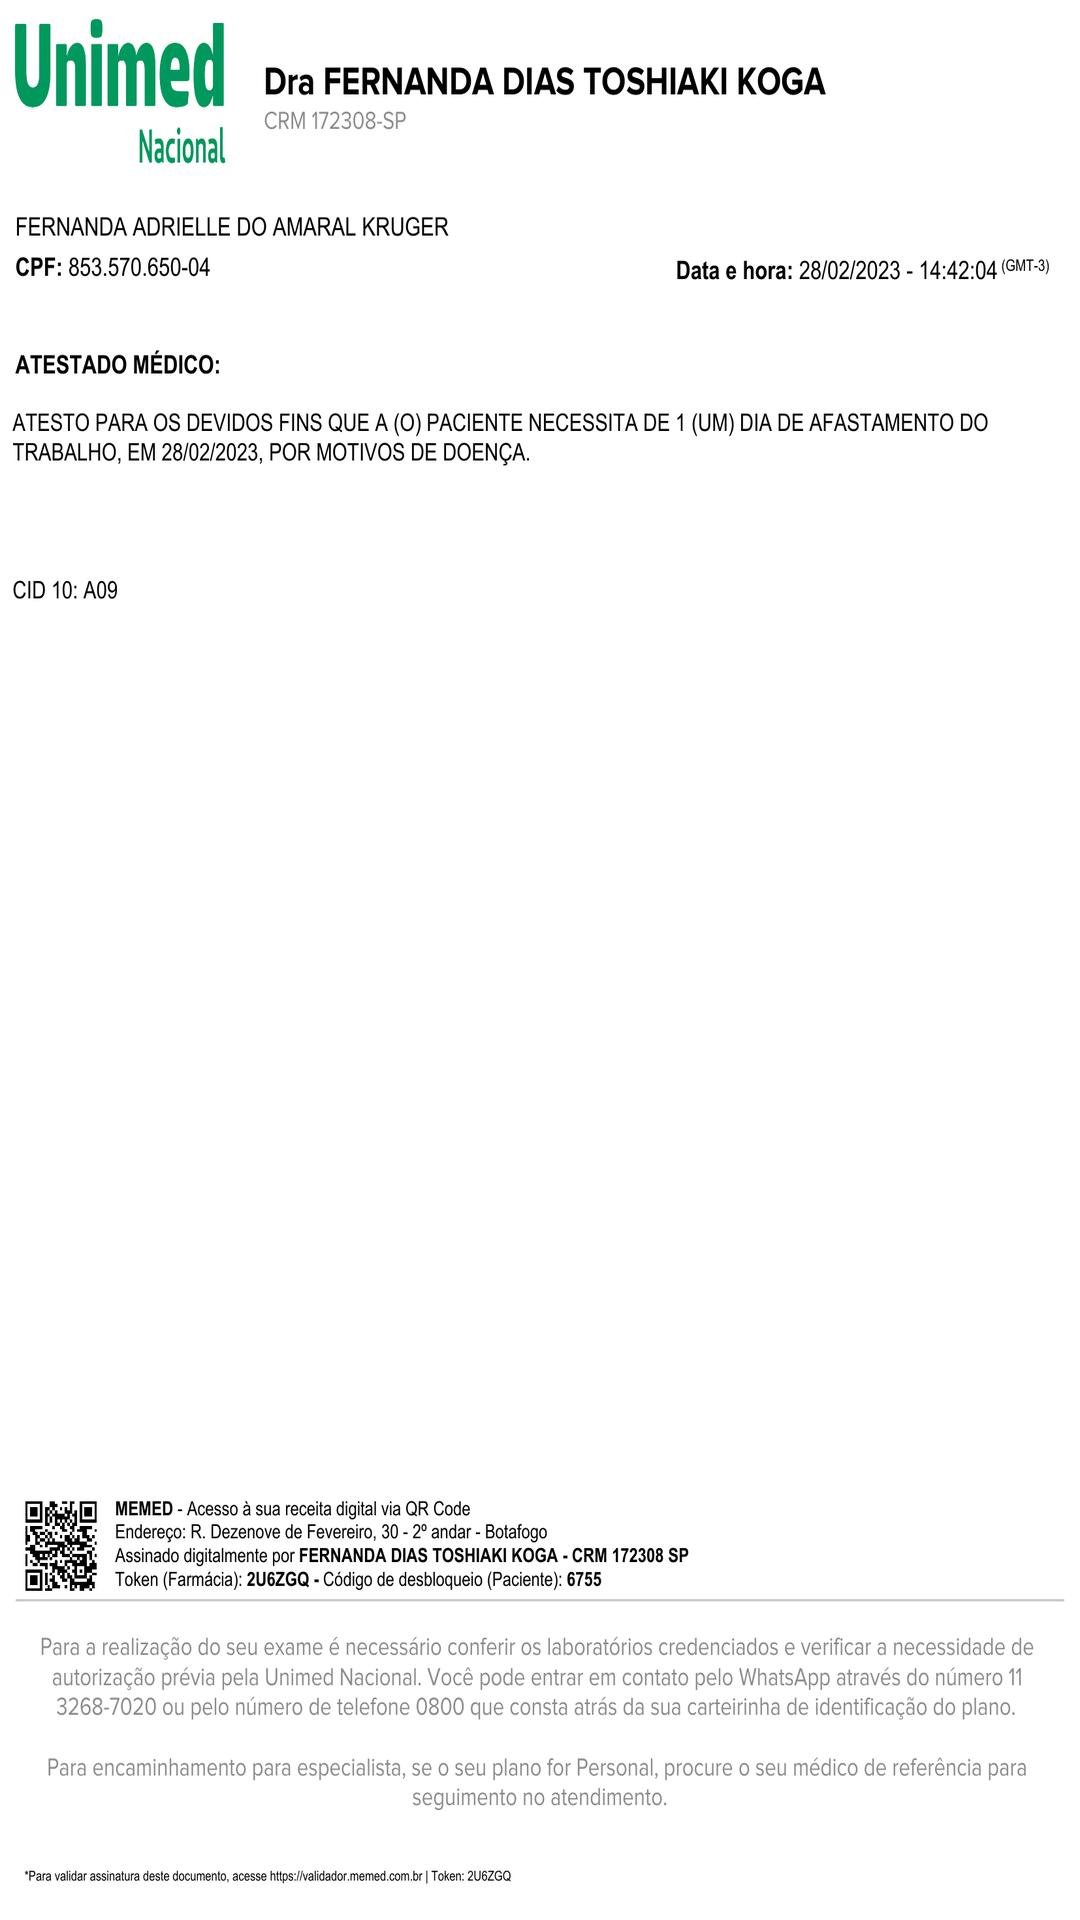 Unimed
Nacional
Dra FERNANDA DIAS TOSHIAKI KOGA
CRM 172308-SP
FERNANDA ADRIELLE DO AMARAL KRUGER
CPF: 853.570.650-04
Data e hora: 28/02/2023 - 14:42:04 (GMT-3)
ATESTADO MÉDICO:
ATESTO PARA OS DEVIDOS FINS QUE A (O) PACIENTE NECESSITA DE 1 (UM) DIA DE AFASTAMENTO DO
TRABALHO, EM 28/02/2023, POR MOTIVOS DE DOENÇA.
CID 10: A09
MEMED - Acesso à sua receita digital via QR Code
Endereço: R. Dezenove de Fevereiro, 30 - 2º andar - Botafogo
Assinado digitalmente por FERNANDA DIAS TOSHIAKI KOGA - CRM 172308 SP
Token (Farmácia): 2U6ZGQ - Código de desbloqueio (Paciente): 6755
Para a realização do seu exame é necessário conferir os laboratórios credenciados e verificar a necessidade de
autorização prévia pela Unimed Nacional. Você pode entrar em contato pelo WhatsApp através do número 11
3268-7020 ou pelo número de telefone 0800 que consta atrás da sua carteirinha de identificação do plano.
Para encaminhamento para especialista, se o seu plano for Personal, procure o seu médico de referência para
seguimento no atendimento.
*Para validar assinatura deste documento, acesse https://validador.memed.com.br | Token: 2U6ZGQ